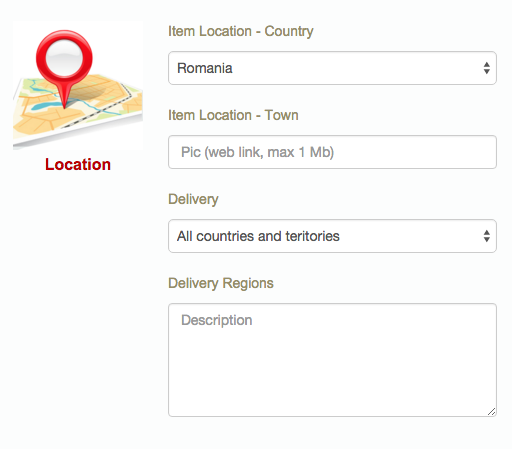 Location
Item Location - Country
Romania
Item Location - Town
Pic (web link, max 1 Mb)
Delivery
All countries and teritories
Delivery Regions
Description